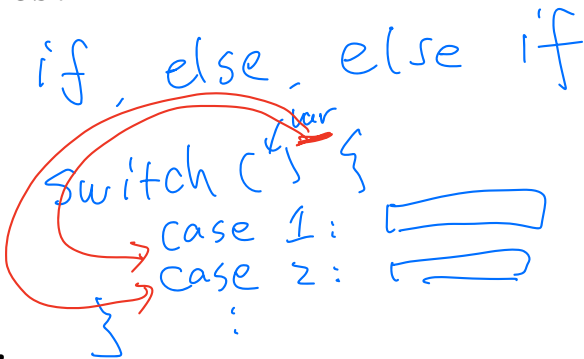 if, else, else if
var
switch ( ) {
case 1:
case 2:
:
}